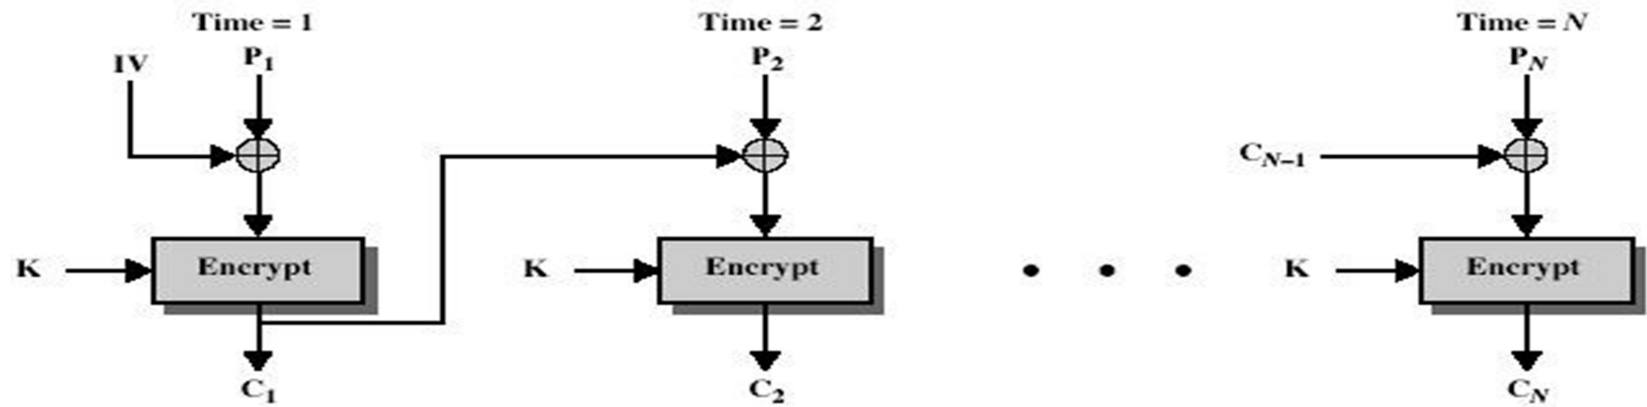 Time = 1 Time = 2 Time = N
IV P1 P2 PN
CN–1
K Encrypt K Encrypt K Encrypt
C1 C2 CN